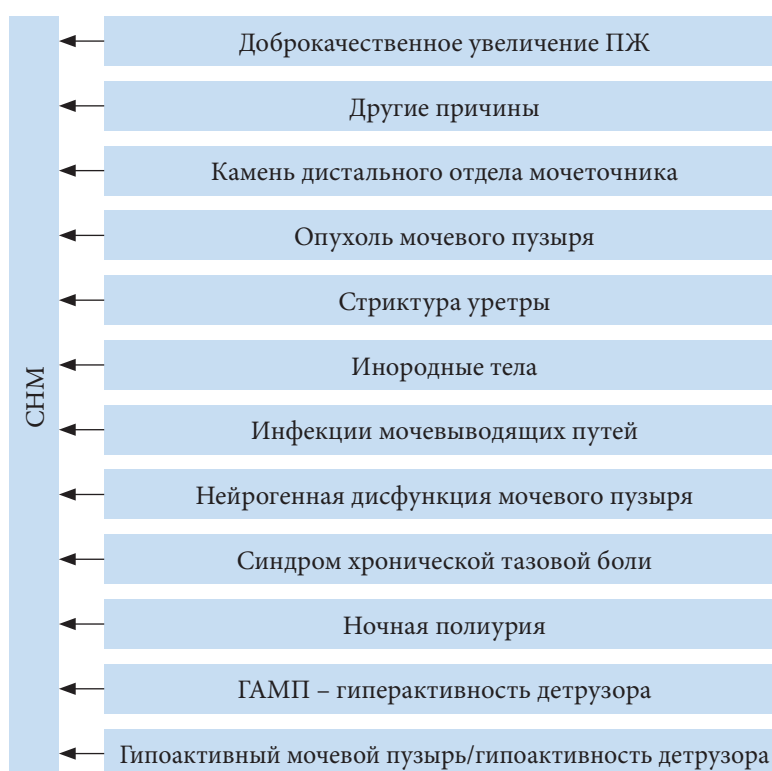 СНМ
Доброкачественное увеличение ПЖ
Другие причины
Камень дистального отдела мочеточника
Опухоль мочевого пузыря
Стриктура уретры
Инородные тела
Инфекции мочевыводящих путей
Нейрогенная дисфункция мочевого пузыря
Синдром хронической тазовой боли
Ночная полиурия
ГАМП – гиперактивность детрузора
Гипоактивный мочевой пузырь/гипоактивность детрузора